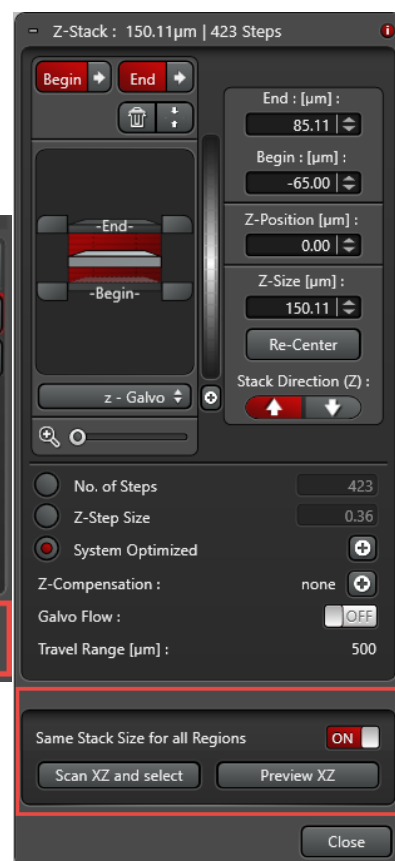 Z-Stack : 150.11µm | 423 Steps
Begin
End
End : [µm] :
85.11
Begin : [µm] :
-65.00
-End-
-Begin-
Z-Position [µm] :
0.00
Z-Size [µm] :
150.11
Re-Center
z - Galvo
Stack Direction (Z) :
No. of Steps 423
Z-Step Size 0.36
System Optimized
Z-Compensation : none
Galvo Flow : OFF
Travel Range [µm] : 500
Same Stack Size for all Regions ON
Scan XZ and select Preview XZ
Close